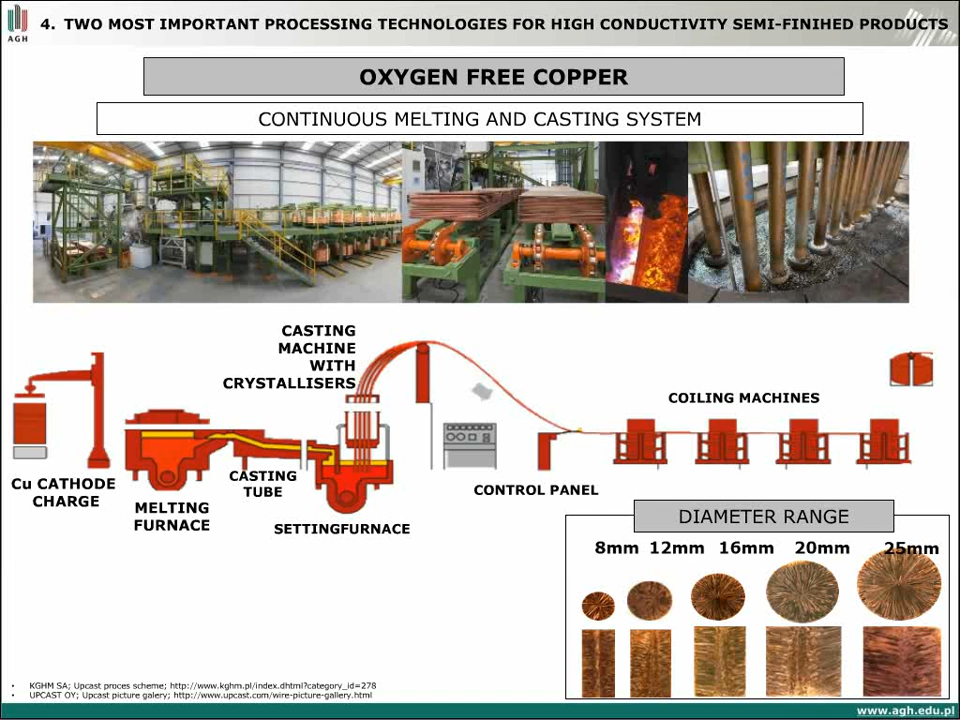 4. TWO MOST IMPORTANT PROCESSING TECHNOLOGIES FOR HIGH CONDUCTIVITY SEMI-FINIHED PRODUCTS
AGH
OXYGEN FREE COPPER
CONTINUOUS MELTING AND CASTING SYSTEM
CASTING
MACHINE
WITH
CRYSTALLISERS
COILING MACHINES
Cu CATHODE
CHARGE
MELTING
FURNACE
CASTING
TUBE
SETTINGFURNACE
CONTROL PANEL
DIAMETER RANGE
8mm 12mm 16mm 20mm 25mm
• KGHM SA; Upcast proces scheme; http://www.kghm.pl/index.dhtml?category_id=278
• UPCAST OY; Upcast picture galery; http://www.upcast.com/wire-picture-gallery.html
www.agh.edu.pl